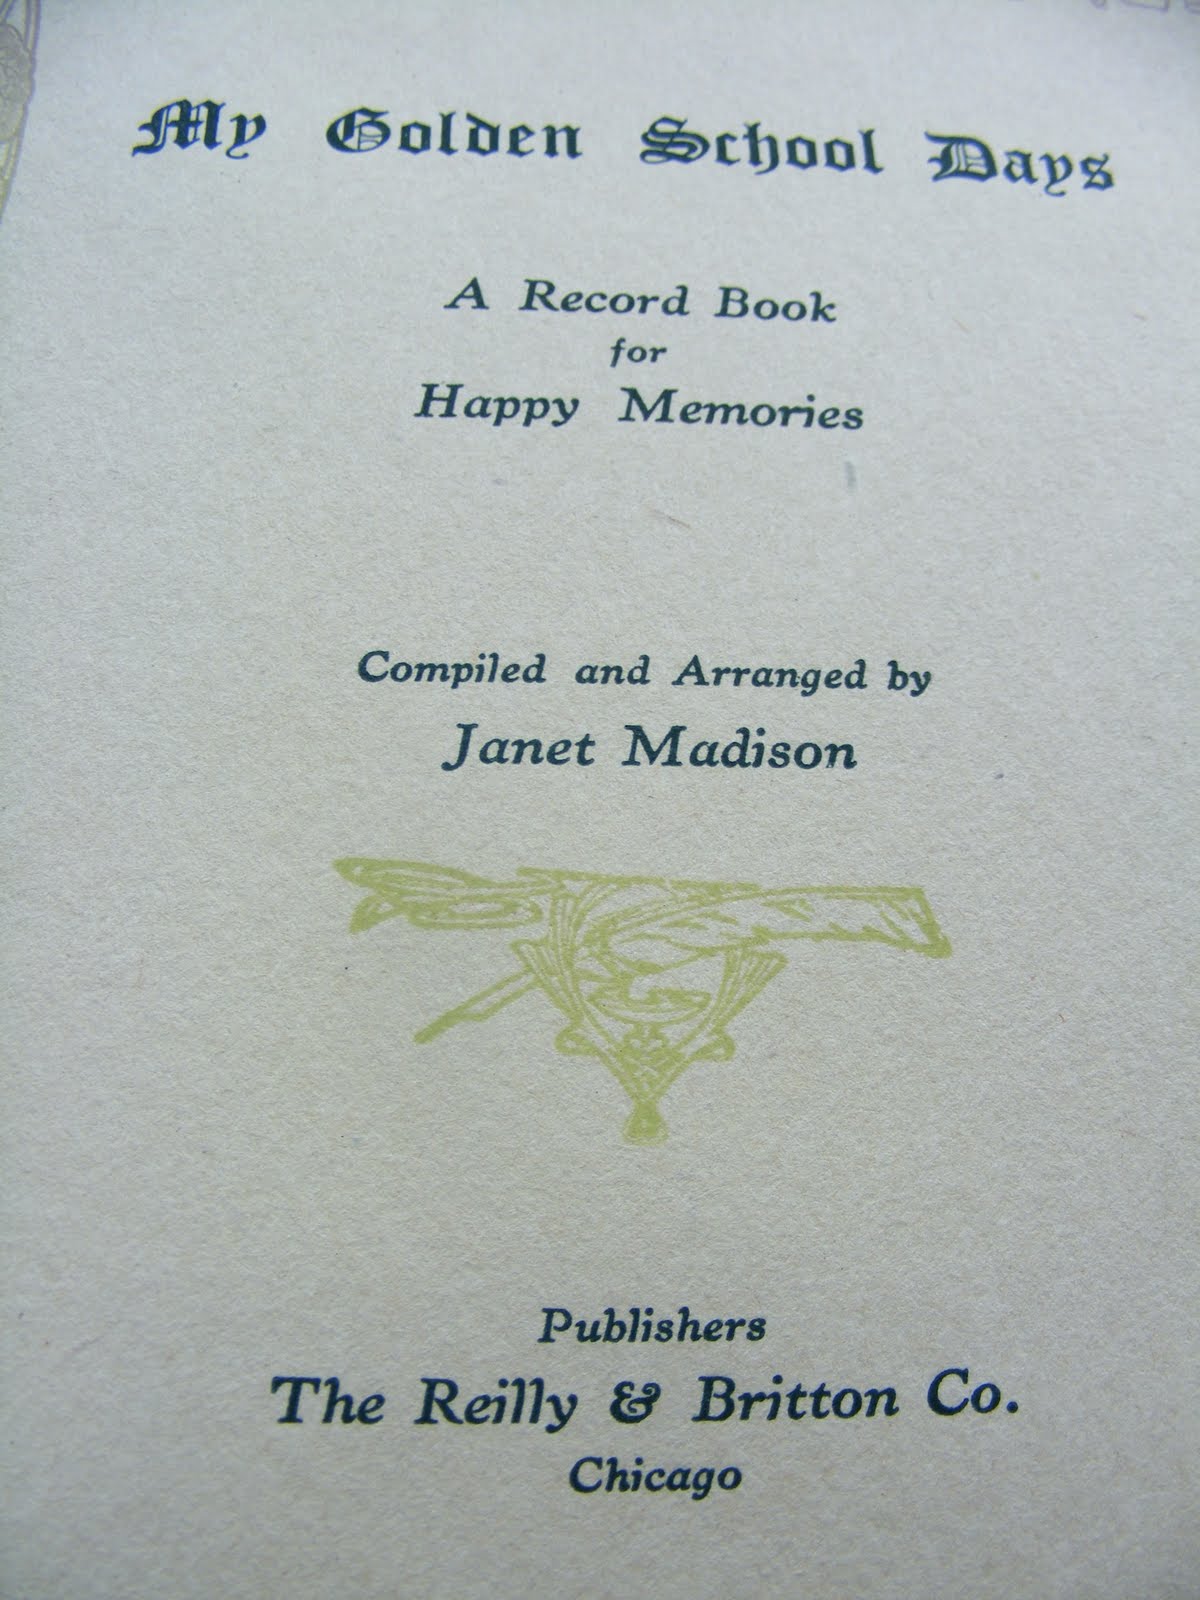 My Golden School Days
A Record Book
for
Happy Memories
Compiled and Arranged by
Janet Madison
Publishers
The Reilly & Britton Co.
Chicago